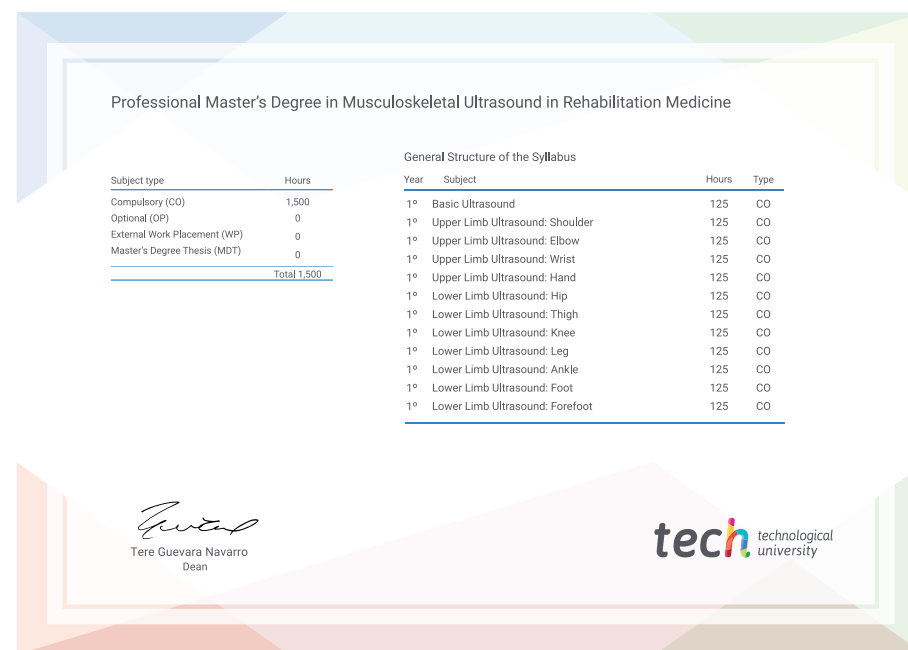 Professional Master's Degree in Musculoskeletal Ultrasound in Rehabilitation Medicine
Subject type Hours
Compulsory (CO) 1,500
Optional (OP) 0
External Work Placement (WP) 0
Master's Degree Thesis (MDT) 0
Total 1,500
General Structure of the Syllabus
Year Subject Hours Type
1º Basic Ultrasound 125 CO
1º Upper Limb Ultrasound: Shoulder 125 CO
1º Upper Limb Ultrasound: Elbow 125 CO
1º Upper Limb Ultrasound: Wrist 125 CO
1º Upper Limb Ultrasound: Hand 125 CO
1º Lower Limb Ultrasound: Hip 125 CO
1º Lower Limb Ultrasound: Thigh 125 CO
1º Lower Limb Ultrasound: Knee 125 CO
1º Lower Limb Ultrasound: Leg 125 CO
1º Lower Limb Ultrasound: Ankle 125 CO
1º Lower Limb Ultrasound: Foot 125 CO
1º Lower Limb Ultrasound: Forefoot 125 CO
Tere Guevara Navarro
Dean
tech technological
university